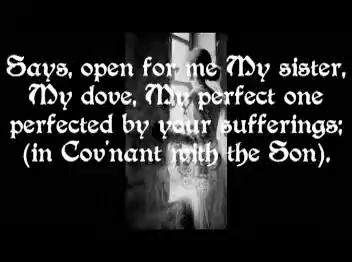 Says, open for me My sister,
My dove, My perfect one
perfected by your sufferings;
(in Cov'nant with the Son).